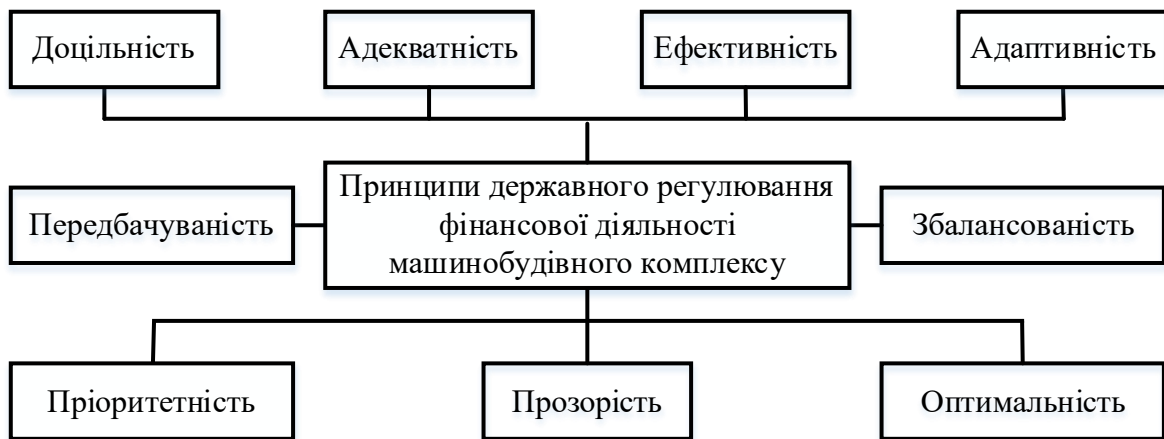 Доцільність
Адекватність
Ефективність
Адаптивність
Передбачуваність
Принципи державного регулювання
фінансової діяльності
машинобудівного комплексу
Збалансованість
Пріоритетність
Прозорість
Оптимальність